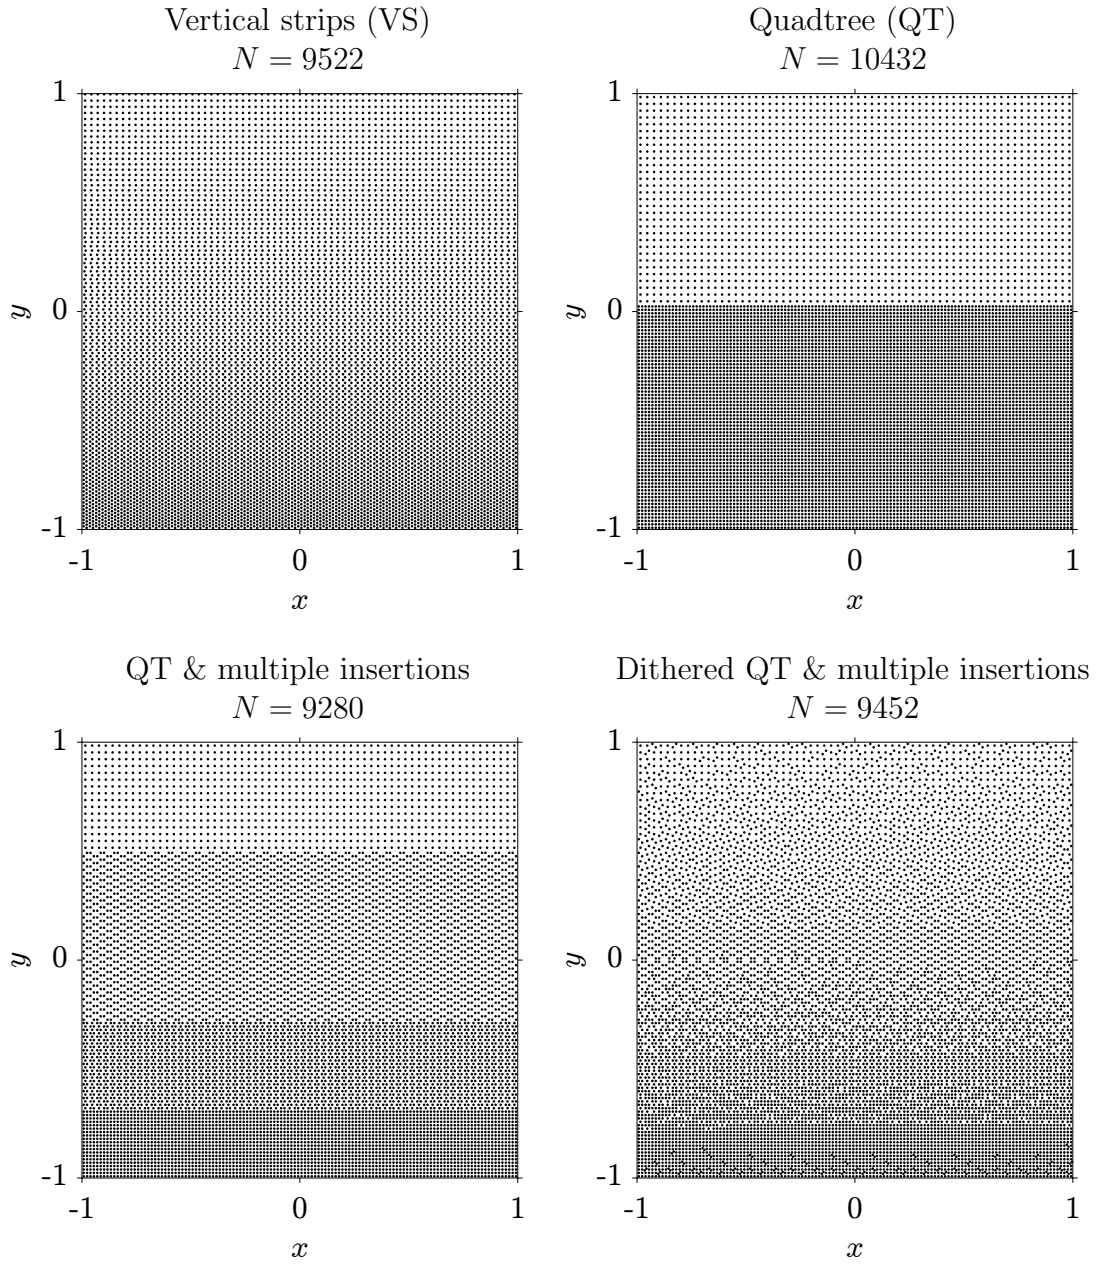 Vertical strips (VS)
N = 9522
1
y
0
-1
-1 0 1
x
Quadtree (QT)
N = 10432
1
y
0
-1
-1 0 1
x
QT & multiple insertions
N = 9280
1
y
0
-1
-1 0 1
x
Dithered QT & multiple insertions
N = 9452
1
y
0
-1
-1 0 1
x